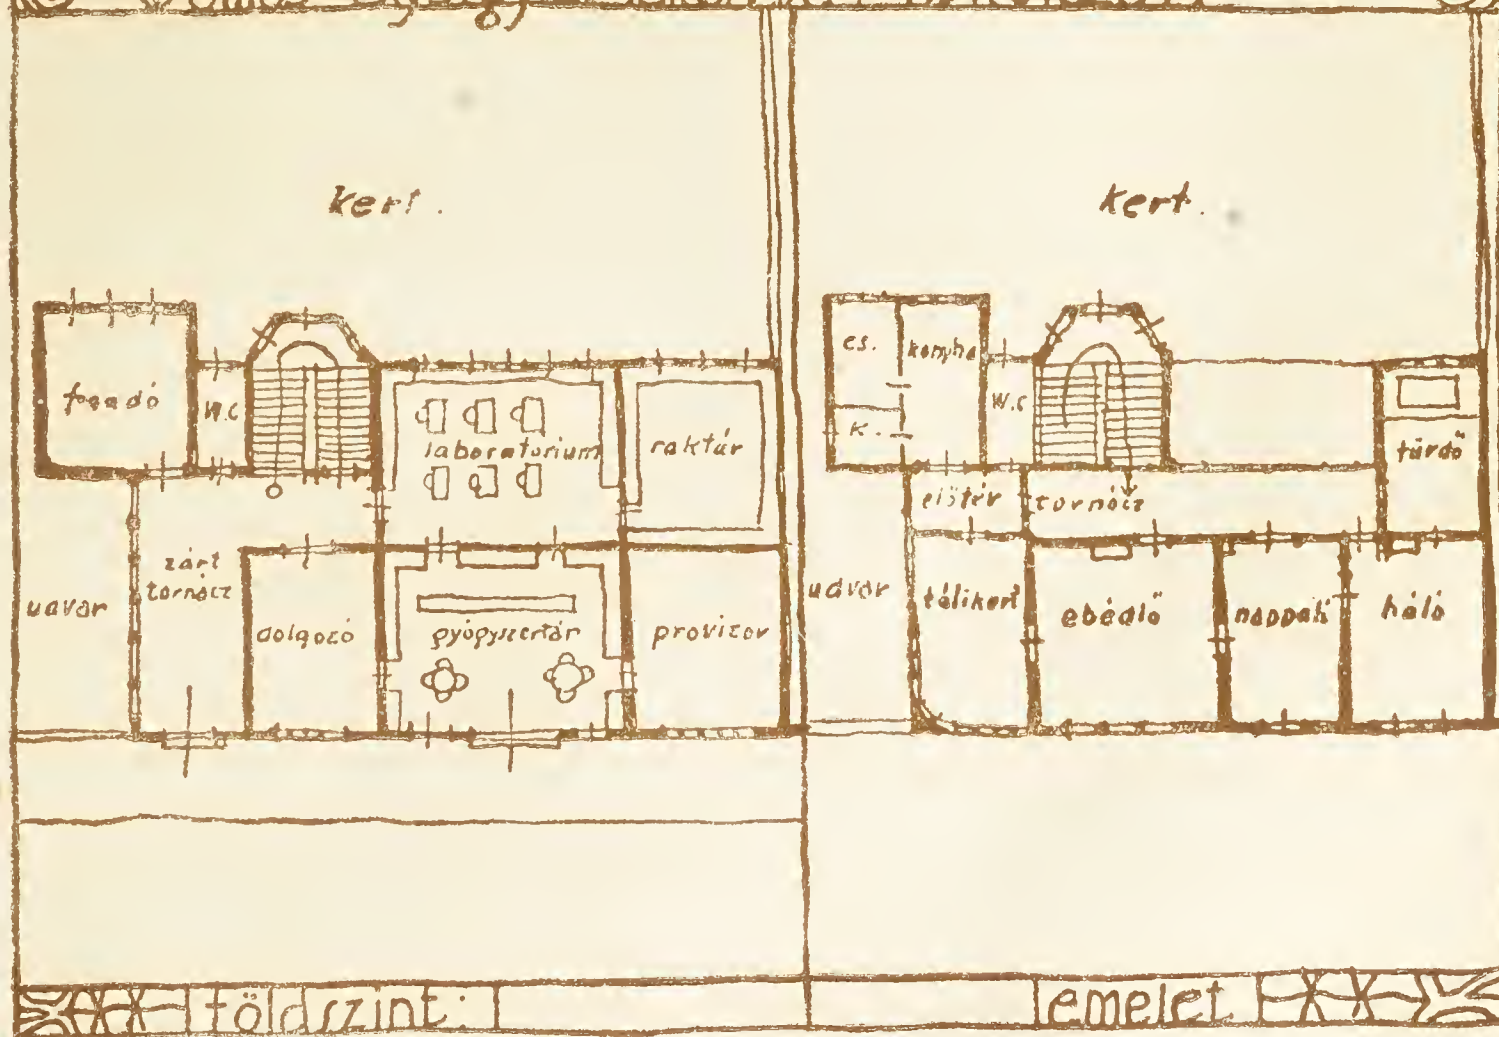 kert.
fogadó
W.C
laboratorium
raktár
zárt
tornácz
udvar
dolgozó
gyógyszertár
provizor
földszint:
kert.
cs.
konyha
K.
W.C
fürdő
előtér
tornácz
udvar
télikert
ebédlő
nappali
háló
emelet